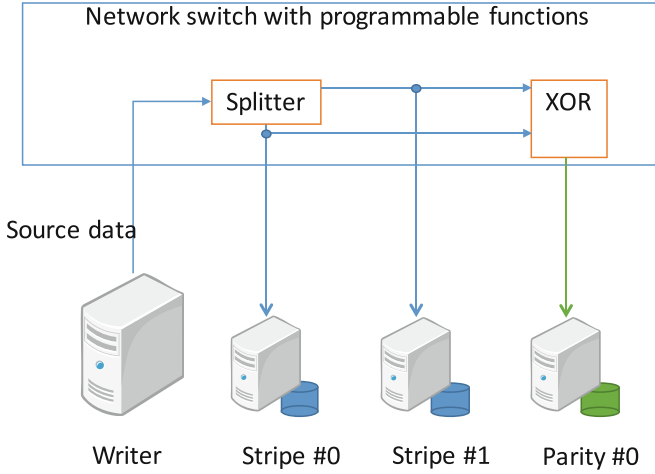 Network switch with programmable functions
Splitter
XOR
Source data
Writer
Stripe #0
Stripe #1
Parity #0